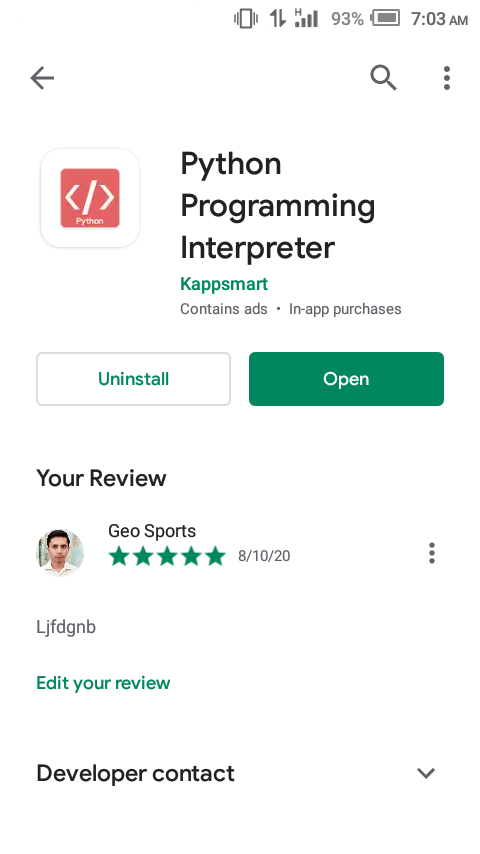 H 93% 7:03 AM
</> Python
Python
Programming
Interpreter
Kappsmart
Contains ads • In-app purchases
Uninstall Open
Your Review
Geo Sports
8/10/20
Ljfdgnb
Edit your review
Developer contact